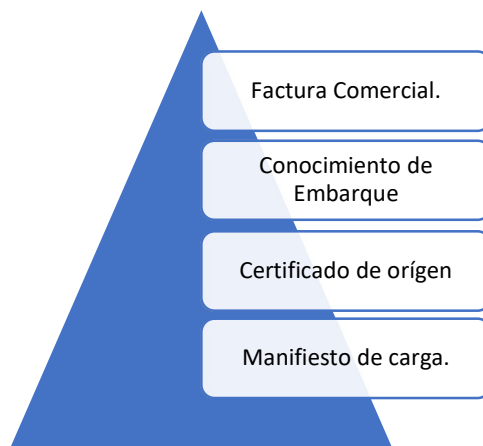 Factura Comercial.
Conocimiento de
Embarque
Certificado de orígen
Manifiesto de carga.